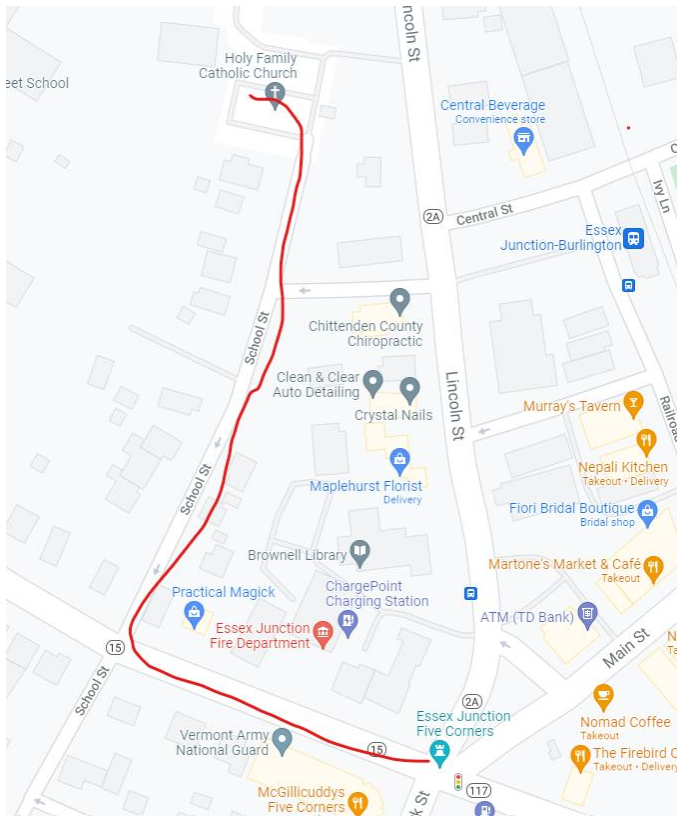 Lincoln St
Holy Family
Catholic Church
eet School
Central Beverage
Convenience store
C
2A
Central St
Ivy Ln
Essex
Junction-Burlington
Chittenden County
Chiropractic
School St
Clean & Clear
Auto Detailing
Crystal Nails
Lincoln St
Murray's Tavern
Railroad
Nepali Kitchen
Takeout • Delivery
Maplehurst Florist
Delivery
School St
Fiori Bridal Boutique
Bridal shop
Brownell Library
Martone's Market & Café
Takeout
ChargePoint
Charging Station
Practical Magick
ATM (TD Bank)
Essex Junction
Fire Department
Main St
15
School St
2A
N
Ta
Essex Junction
Five Corners
Nomad Coffee
Takeout
Vermont Army
National Guard
15
The Firebird C
Takeout • Delivery
117
McGillicuddys
Five Corners
k St